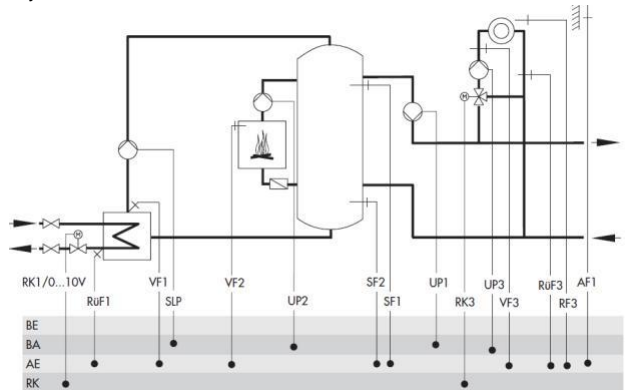 M
M
RK1/0...10V
VF1
VF2
SF2
UP1
UP3
RüF3
AF1
RüF1
SLP
UP2
SF1
RK3
VF3
RF3
BE
BA
AE
RK